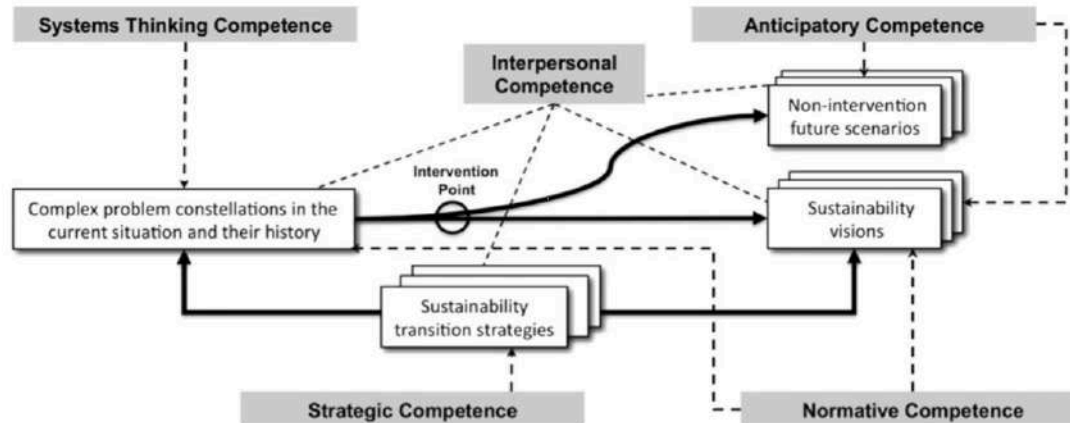 Systems Thinking Competence
Anticipatory Competence
Interpersonal
Competence
Non-intervention
future scenarios
Intervention
Point
Complex problem constellations in the
current situation and their history
Sustainability
visions
Sustainability
transition strategies
Strategic Competence
Normative Competence